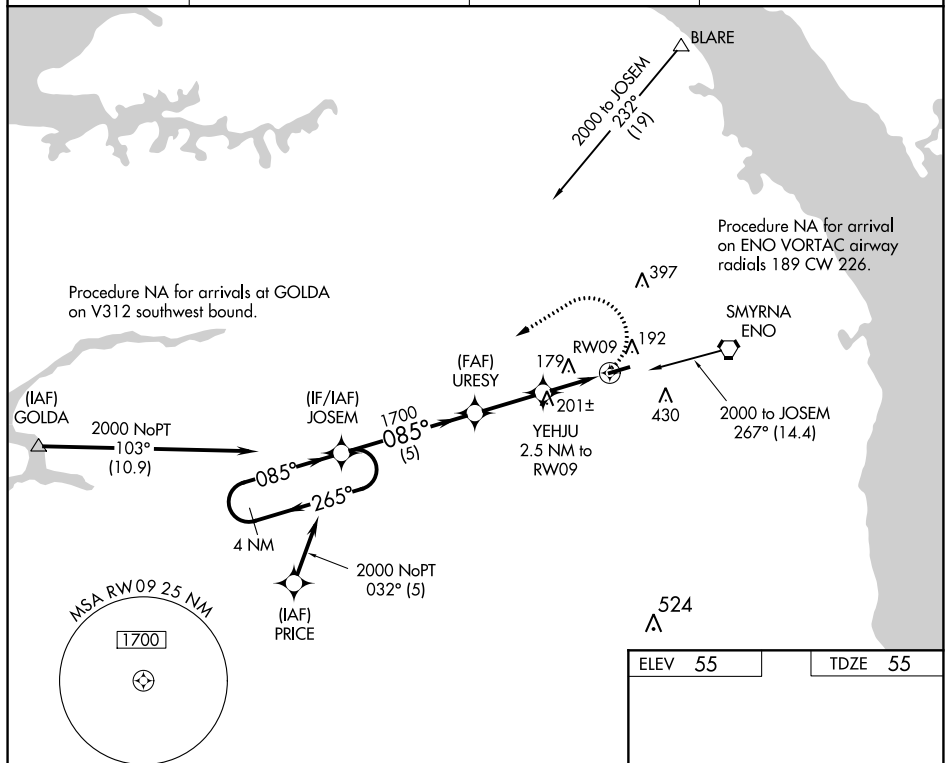 BLARE
2000 to JOSEM
232°
(19)
Procedure NA for arrival
on ENO VORTAC airway
radials 189 CW 226.
397
Procedure NA for arrivals at GOLDA
on V312 southwest bound.
SMYRNA
ENO
192
RW09
179
(FAF)
URESY
(IF/IAF)
JOSEM
(IAF)
GOLDA
2000 NoPT
103°
(10.9)
1700
085°
(5)
201±
YEHJU
2.5 NM to
RW09
430
2000 to JOSEM
267° (14.4)
085°
265°
4 NM
2000 NoPT
032° (5)
(IAF)
PRICE
MSA RW09 25 NM
1700
524
ELEV 55
TDZE 55